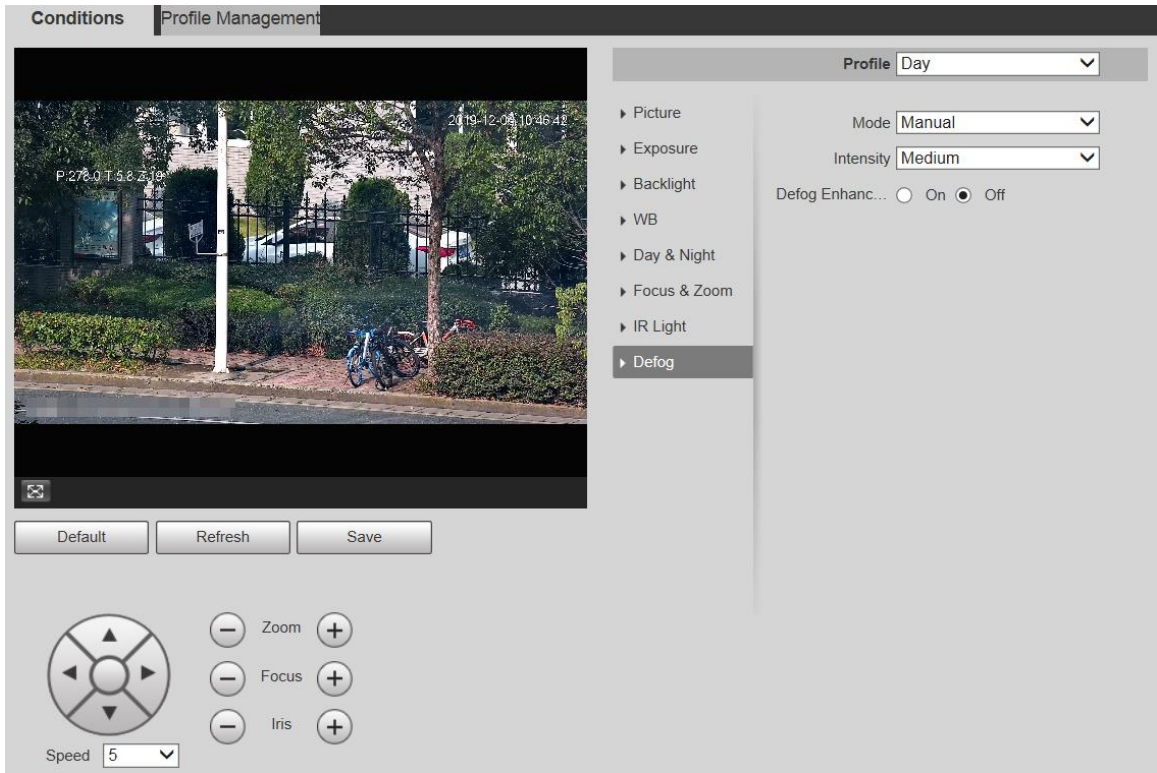 Conditions
Profile Management
Profile Day
2019-12-04 10:46:42
P:278.0 T:5.8 Z:19
Picture
Exposure
Backlight
WB
Day & Night
Focus & Zoom
IR Light
Defog
Mode Manual
Intensity Medium
Defog Enhanc... On Off
Default
Refresh
Save
Zoom
Focus
Iris
Speed 5